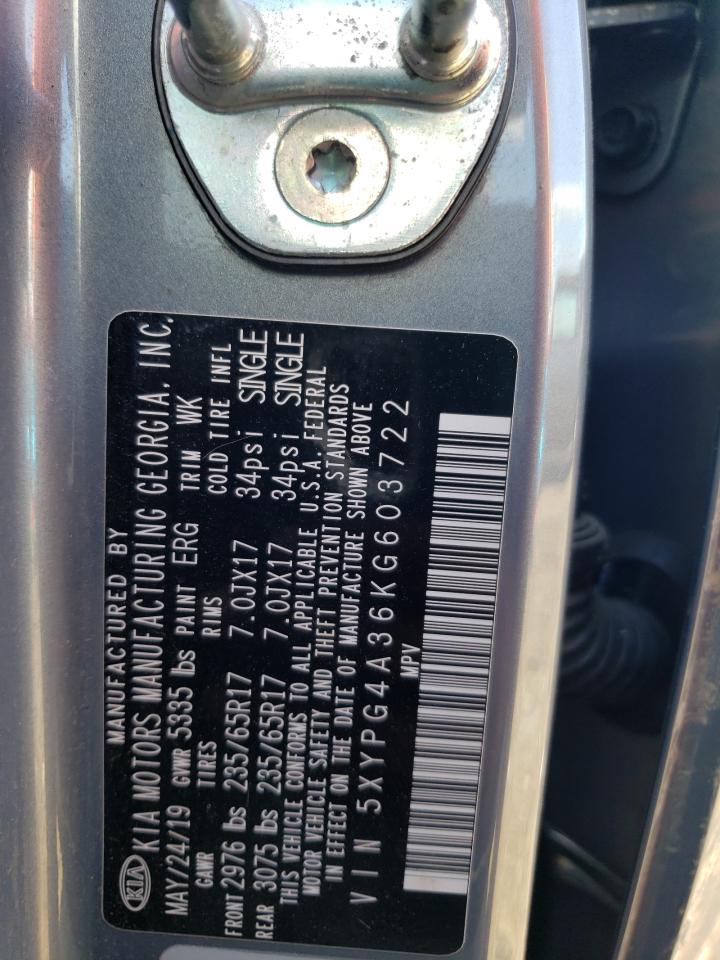 MANUFACTURED BY
KIA KIA MOTORS MANUFACTURING GEORGIA, INC.
MAY/24/19 GVWR 5335 lbs PAINT ERG TRIM WK
GAWR TIRES RIMS COLD TIRE INFL
FRONT 2976 lbs 235/65R17 7.0JX17 34psi SINGLE
REAR 3075 lbs 235/65R17 7.0JX17 34psi SINGLE
THIS VEHICLE CONFORMS TO ALL APPLICABLE U.S.A. FEDERAL
MOTOR VEHICLE SAFETY AND THEFT PREVENTION STANDARDS
IN EFFECT ON THE DATE OF MANUFACTURE SHOWN ABOVE
VIN 5XYPG4A36KG603722
MPV